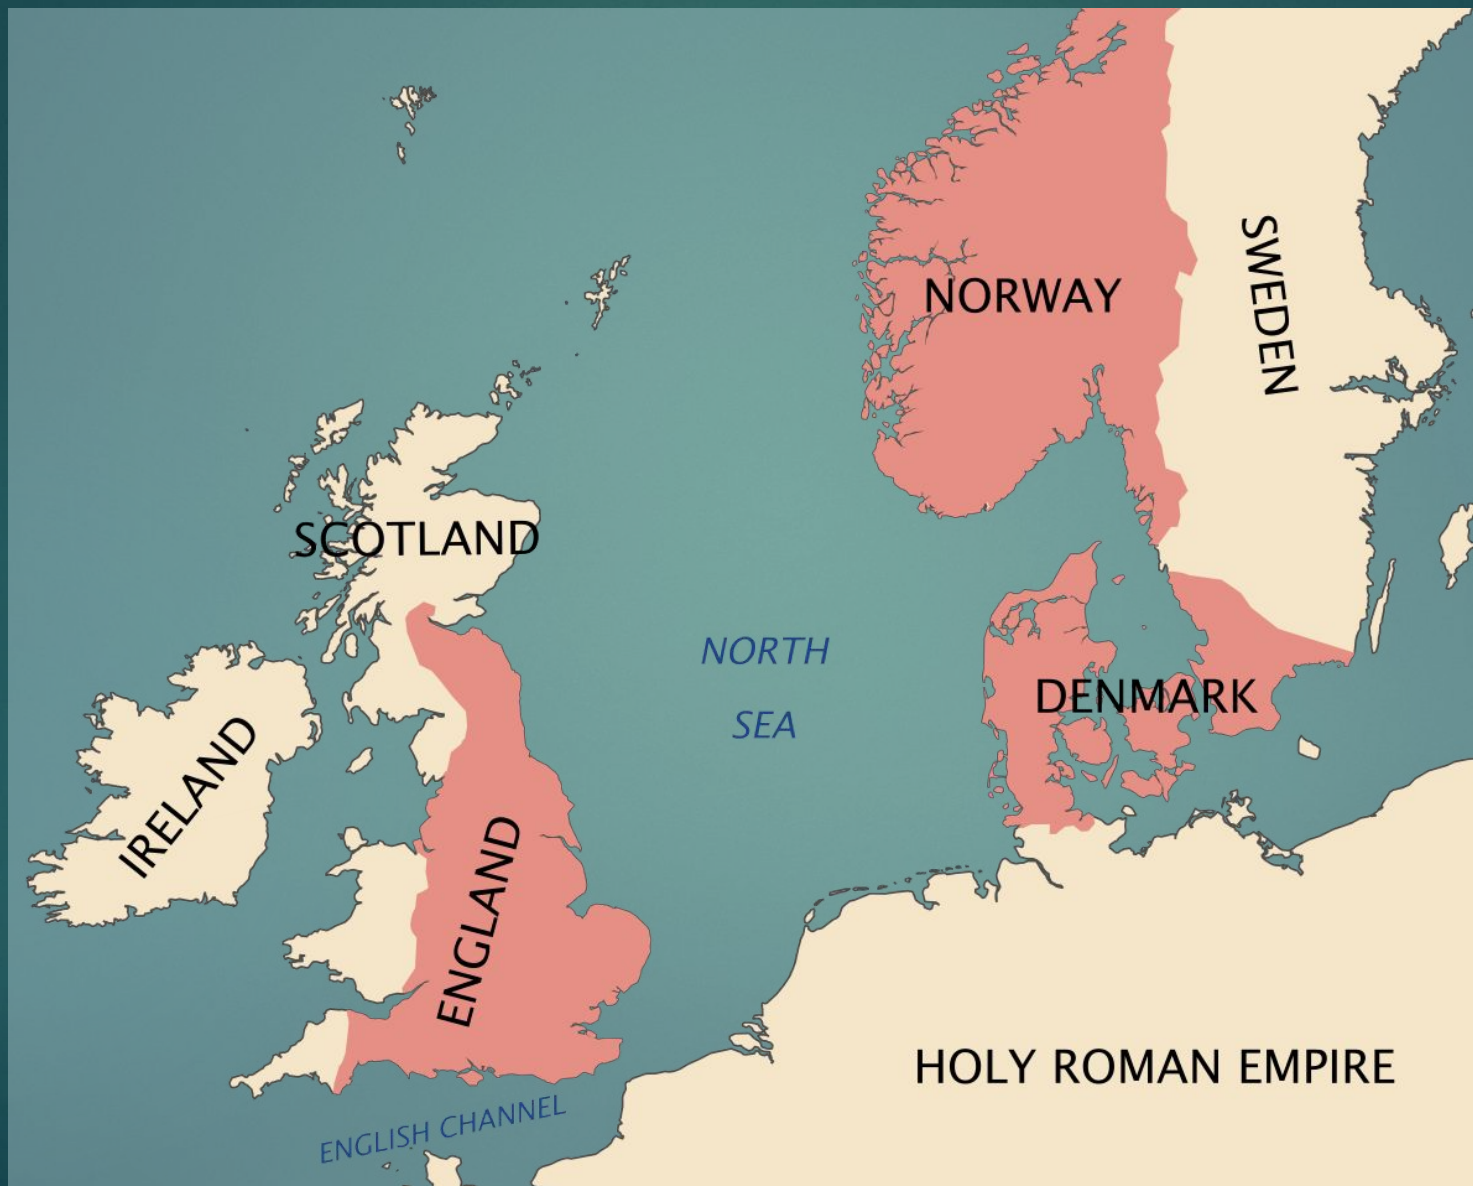 NORWAY
SWEDEN
SCOTLAND
NORTH
SEA
DENMARK
IRELAND
ENGLAND
HOLY ROMAN EMPIRE
ENGLISH CHANNEL